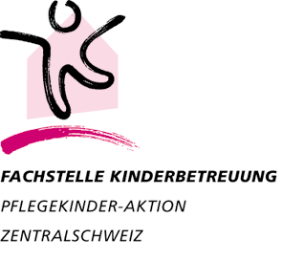 FACHSTELLE KINDERBETREUUNG
PFLEGEKINDER-AKTION
ZENTRALSCHWEIZ